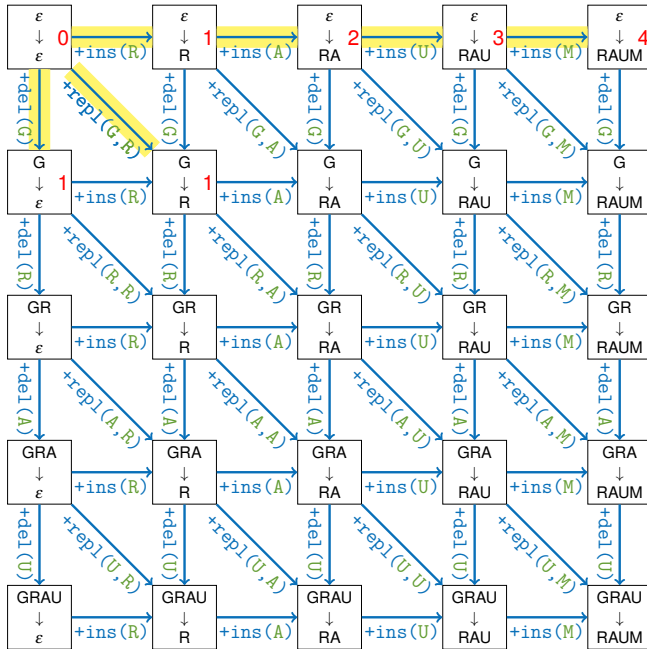 ε ε ε ε ε
↓ 0 ↓ 1 ↓ 2 ↓ 3 ↓ 4
ε +ins(R) R +ins(A) RA +ins(U) RAU +ins(M) RAUM
+del(G) +repl(G,R) +del(G) +repl(G,A) +del(G) +repl(G,U) +del(G) +repl(G,M) +del(G)
G G G G G
↓ 1 ↓ 1 ↓ ↓ ↓
ε +ins(R) R +ins(A) RA +ins(U) RAU +ins(M) RAUM
+del(R) +repl(R,R) +del(R) +repl(R,A) +del(R) +repl(R,U) +del(R) +repl(R,M) +del(R)
GR GR GR GR GR
↓ ↓ ↓ ↓ ↓
ε +ins(R) R +ins(A) RA +ins(U) RAU +ins(M) RAUM
+del(A) +repl(A,R) +del(A) +repl(A,A) +del(A) +repl(A,U) +del(A) +repl(A,M) +del(A)
GRA GRA GRA GRA GRA
↓ ↓ ↓ ↓ ↓
ε +ins(R) R +ins(A) RA +ins(U) RAU +ins(M) RAUM
+del(U) +repl(U,R) +del(U) +repl(U,A) +del(U) +repl(U,U) +del(U) +repl(U,M) +del(U)
GRAU GRAU GRAU GRAU GRAU
↓ ↓ ↓ ↓ ↓
ε +ins(R) R +ins(A) RA +ins(U) RAU +ins(M) RAUM